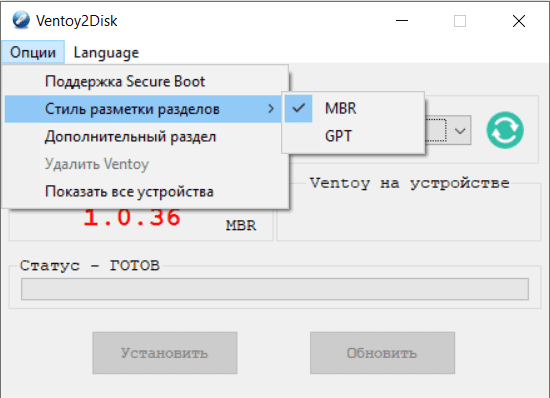 Ventoy2Disk
Опции Language
Поддержка Secure Boot
Стиль разметки разделов
MBR
GPT
Дополнительный раздел
Удалить Ventoy
Показать все устройства
Ventoy на устройстве
1.0.36
MBR
Статус - ГОТОВ
Установить
Обновить